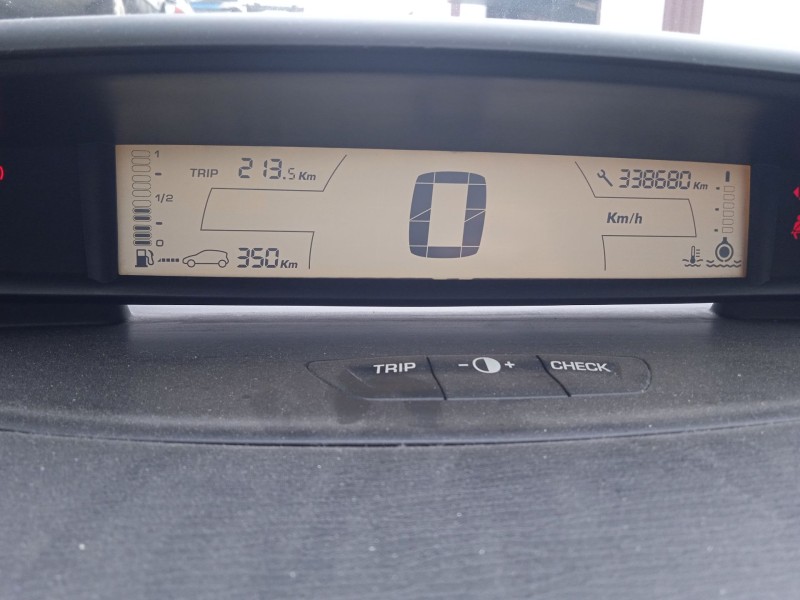 1
TRIP 213.5 Km
338680 Km
1/2
0
Km/h
0
350 Km
TRIP - + CHECK